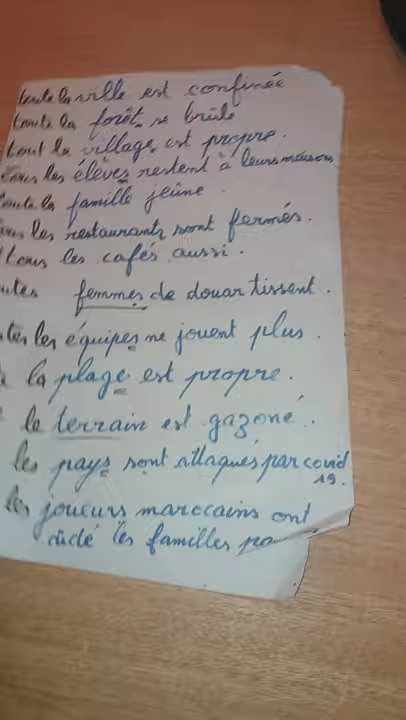 toute la ville est confinée
toute la forêt se brûle
tout le village est propre.
Tous les élèves restent à leurs maisons
toute la famille jeûne.
les restaurants sont fermés.
tous les cafés aussi.
femmes de douar tissent.
les équipes ne jouent plus.
la plage est propre.
le terrain est gazoné.
les pays sont attaqués par covid
19.
les joueurs marocains ont
aidé les familles